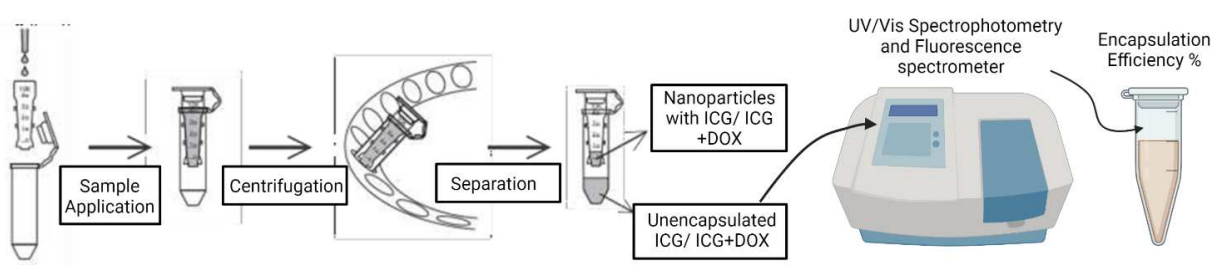 Sample
Application
Centrifugation
Separation
Nanoparticles
with ICG/ ICG
+DOX
Unencapsulated
ICG/ ICG+DOX
UV/Vis Spectrophotometry
and Fluorescence
spectrometer
Encapsulation
Efficiency %